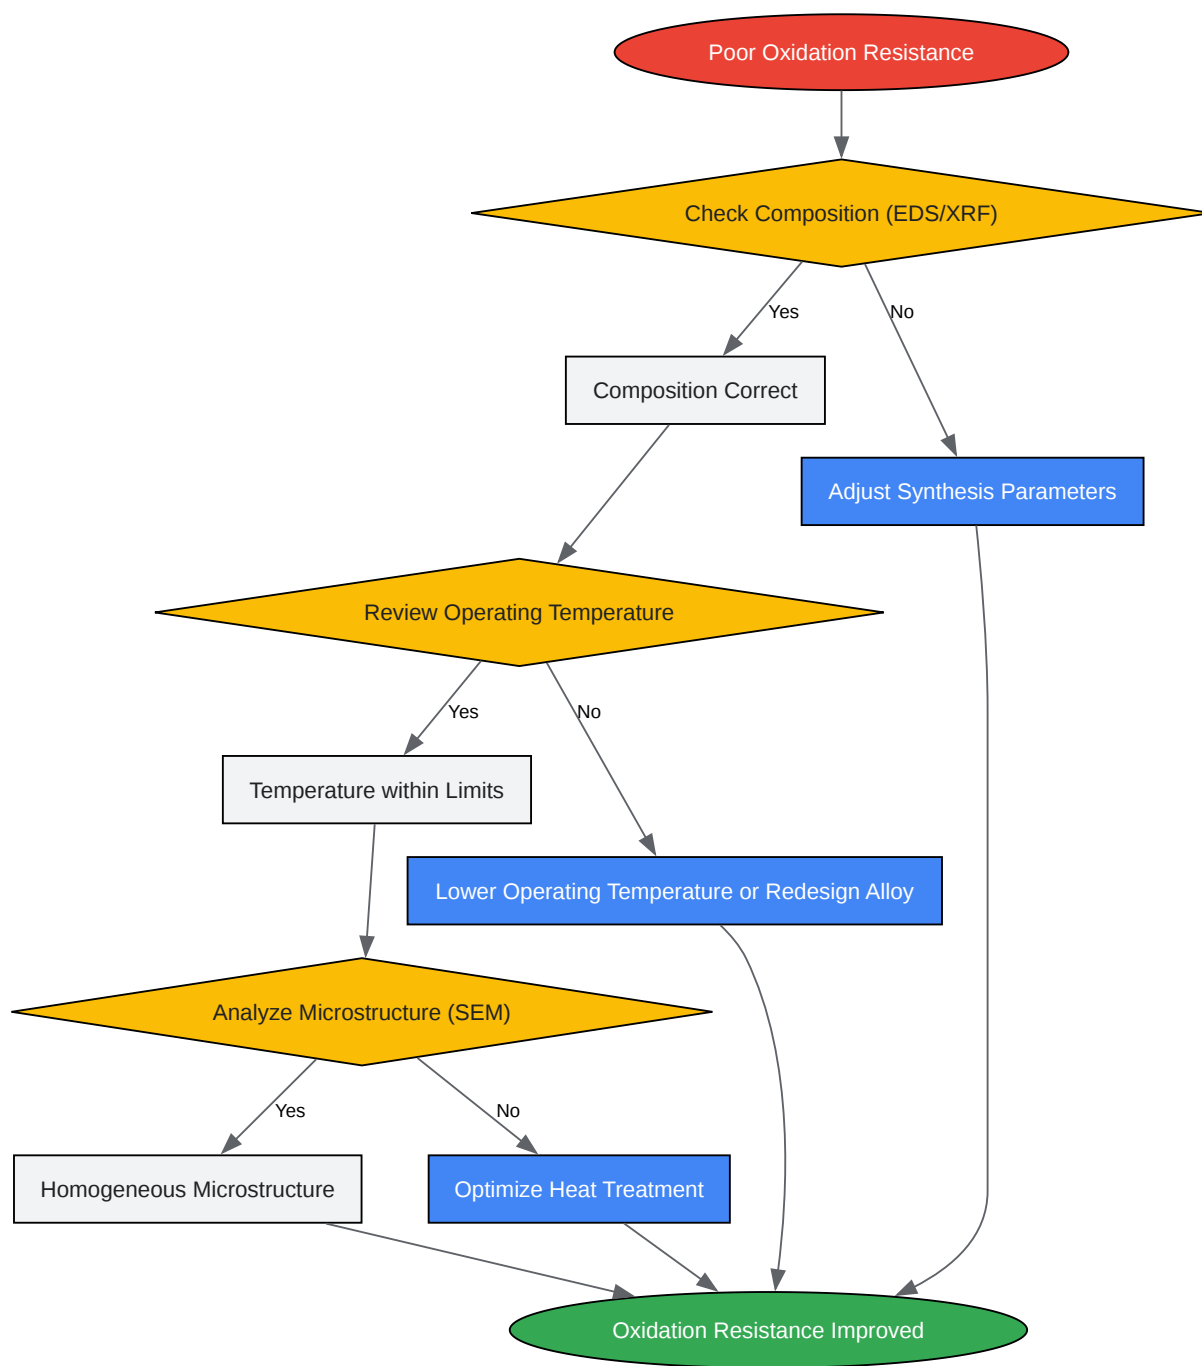 Poor Oxidation Resistance
Check Composition (EDS/XRF)
Yes
No
Composition Correct
Adjust Synthesis Parameters
Review Operating Temperature
Yes
No
Temperature within Limits
Lower Operating Temperature or Redesign Alloy
Analyze Microstructure (SEM)
Yes
No
Homogeneous Microstructure
Optimize Heat Treatment
Oxidation Resistance Improved